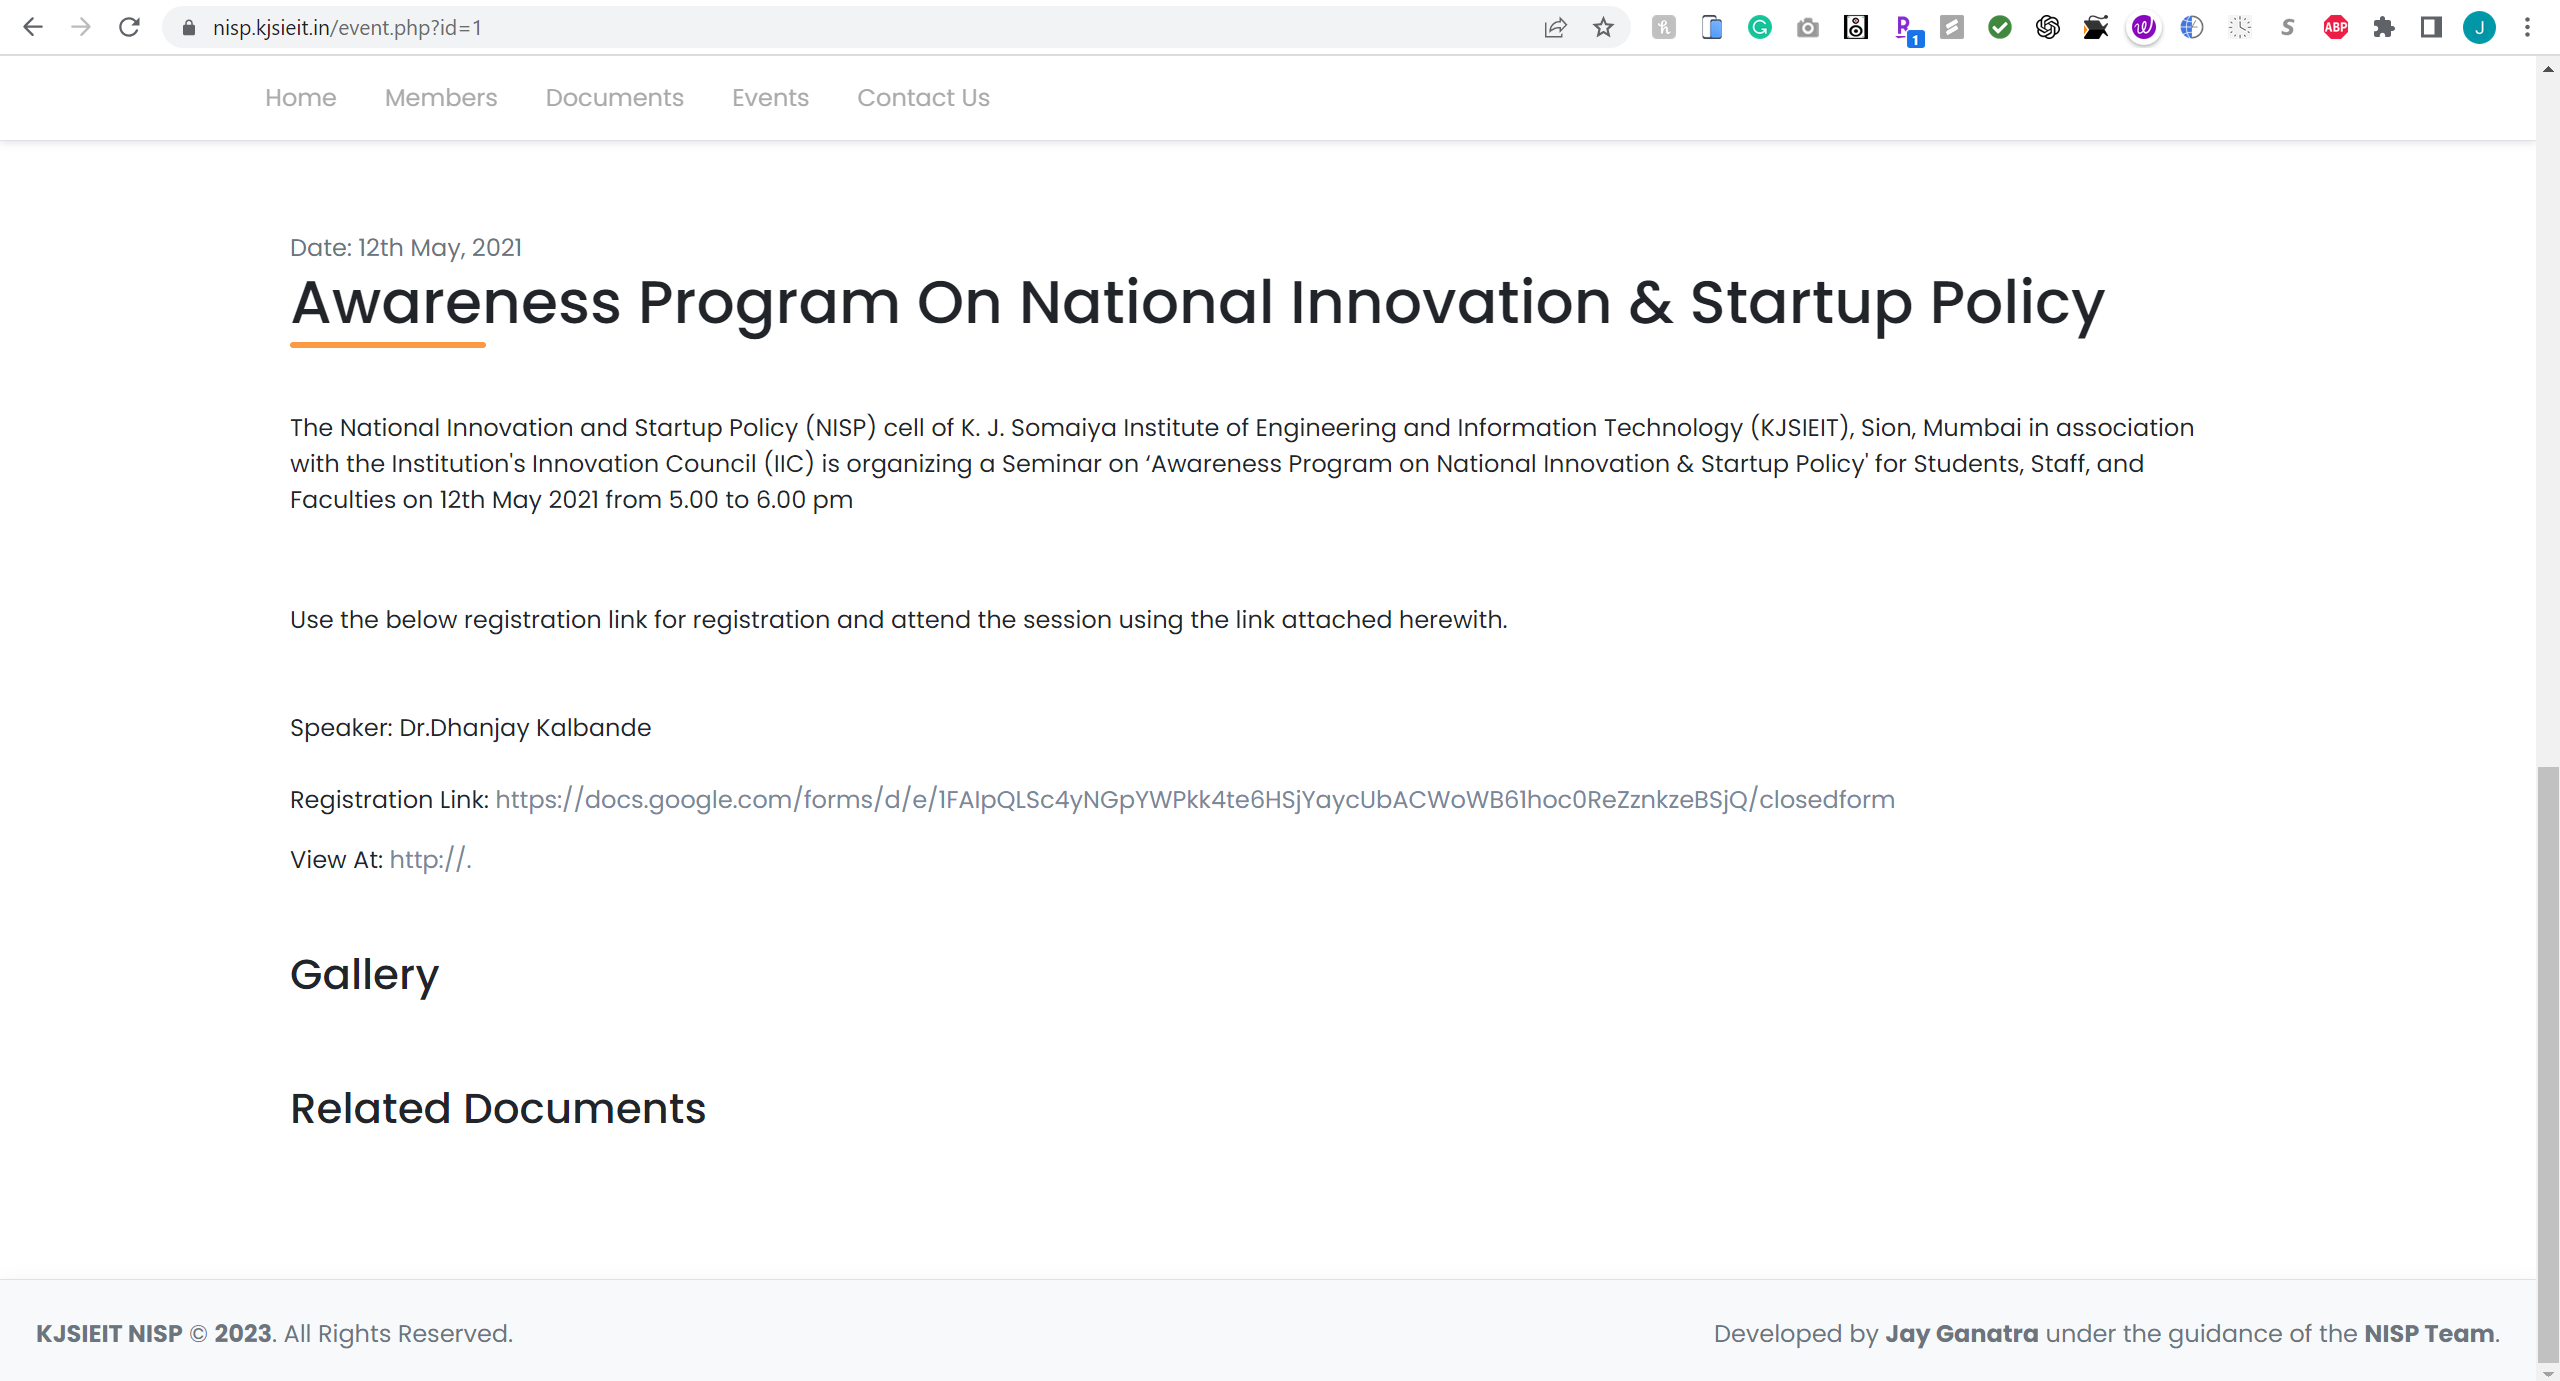 nisp.kjsieit.in/event.php?id=1
1
ABP
J
Home Members Documents Events Contact Us
Date: 12th May, 2021
Awareness Program On National Innovation & Startup Policy
The National Innovation and Startup Policy (NISP) cell of K. J. Somaiya Institute of Engineering and Information Technology (KJSIEIT), Sion, Mumbai in association
with the Institution's Innovation Council (IIC) is organizing a Seminar on ‘Awareness Program on National Innovation & Startup Policy' for Students, Staff, and
Faculties on 12th May 2021 from 5.00 to 6.00 pm
Use the below registration link for registration and attend the session using the link attached herewith.
Speaker: Dr.Dhanjay Kalbande
Registration Link: https://docs.google.com/forms/d/e/1FAIpQLSc4yNGpYWPkk4te6HSjYaycUbACWoWB61hoc0ReZznkzeBSjQ/closedform
View At: http://.
Gallery
Related Documents
KJSIEIT NISP © 2023. All Rights Reserved.
Developed by Jay Ganatra under the guidance of the NISP Team.